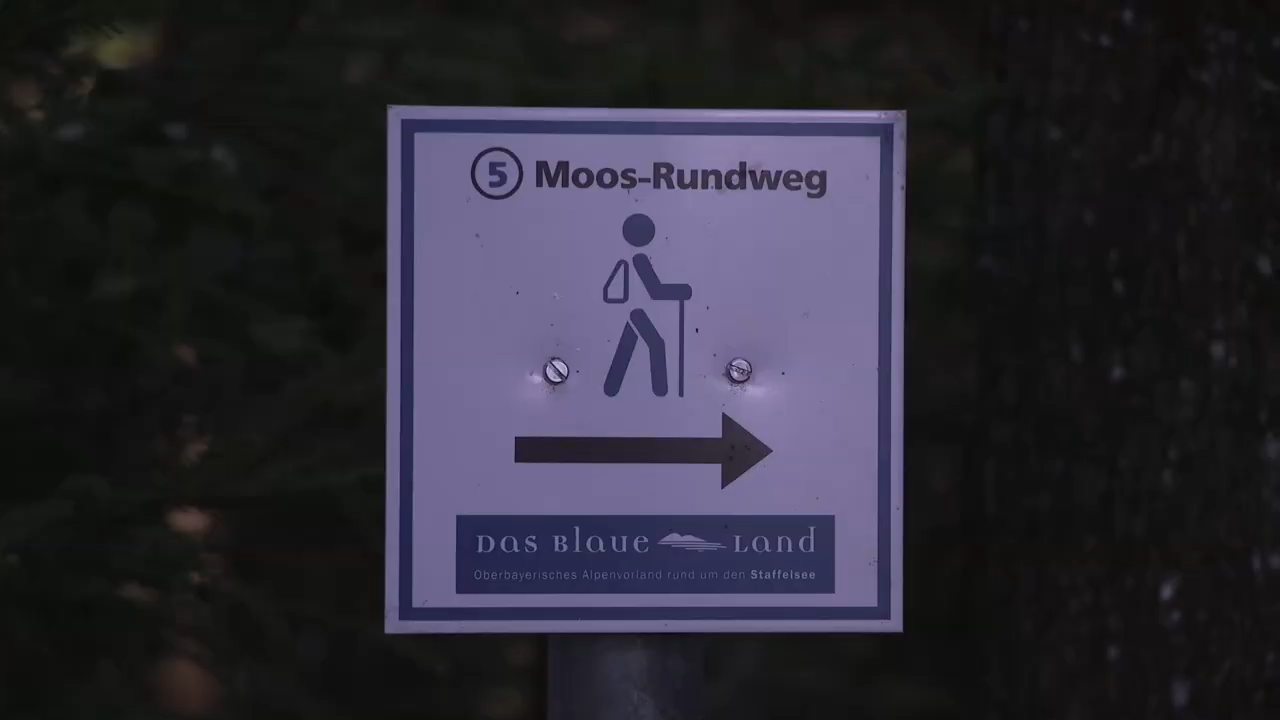 5 Moos-Rundweg
Das Blaue Land
Oberbayerisches Alpenvorland rund um den Staffelsee